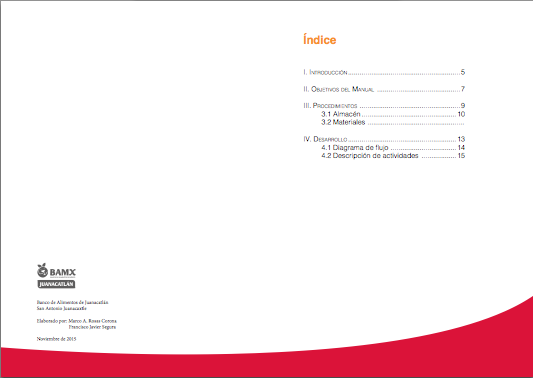 BAMX
JUANACATLÁN
Banco de Alimentos de Juanacatlán
San Antonio Juanacaxtle
Elaborado por: Marco A. Rosas Corona
Francisco Javier Segura
Noviembre de 2015
Índice
I. Introducción 5
II. Objetivos del Manual 7
III. Procedimientos 9
3.1 Almacén 10
3.2 Materiales
IV. Desarrollo 13
4.1 Diagrama de flujo 14
4.2 Descripción de actividades 15